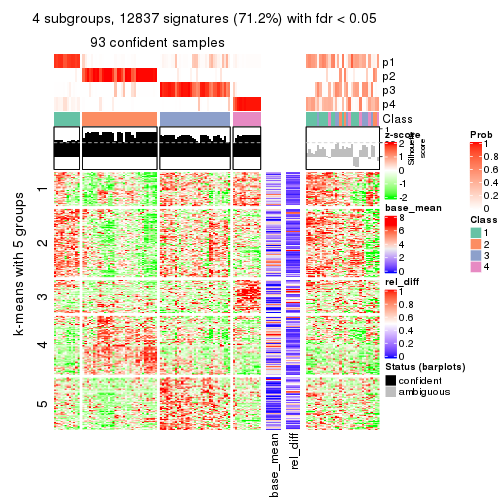 4 subgroups, 12837 signatures (71.2%) with fdr < 0.05
93 confident samples
p1
p2
p3
p4
Class
1
Silhouette
score
z-score
2
1
0
-1
-2
base_mean
8
6
4
2
0
rel_diff
1
0.8
0.6
0.4
0.2
0
Status (barplots)
confident
ambiguous
Prob
1
0.8
0.6
0.4
0.2
0
Class
1
2
3
4
k-means with 5 groups
1
2
3
4
5
base_mean
rel_diff